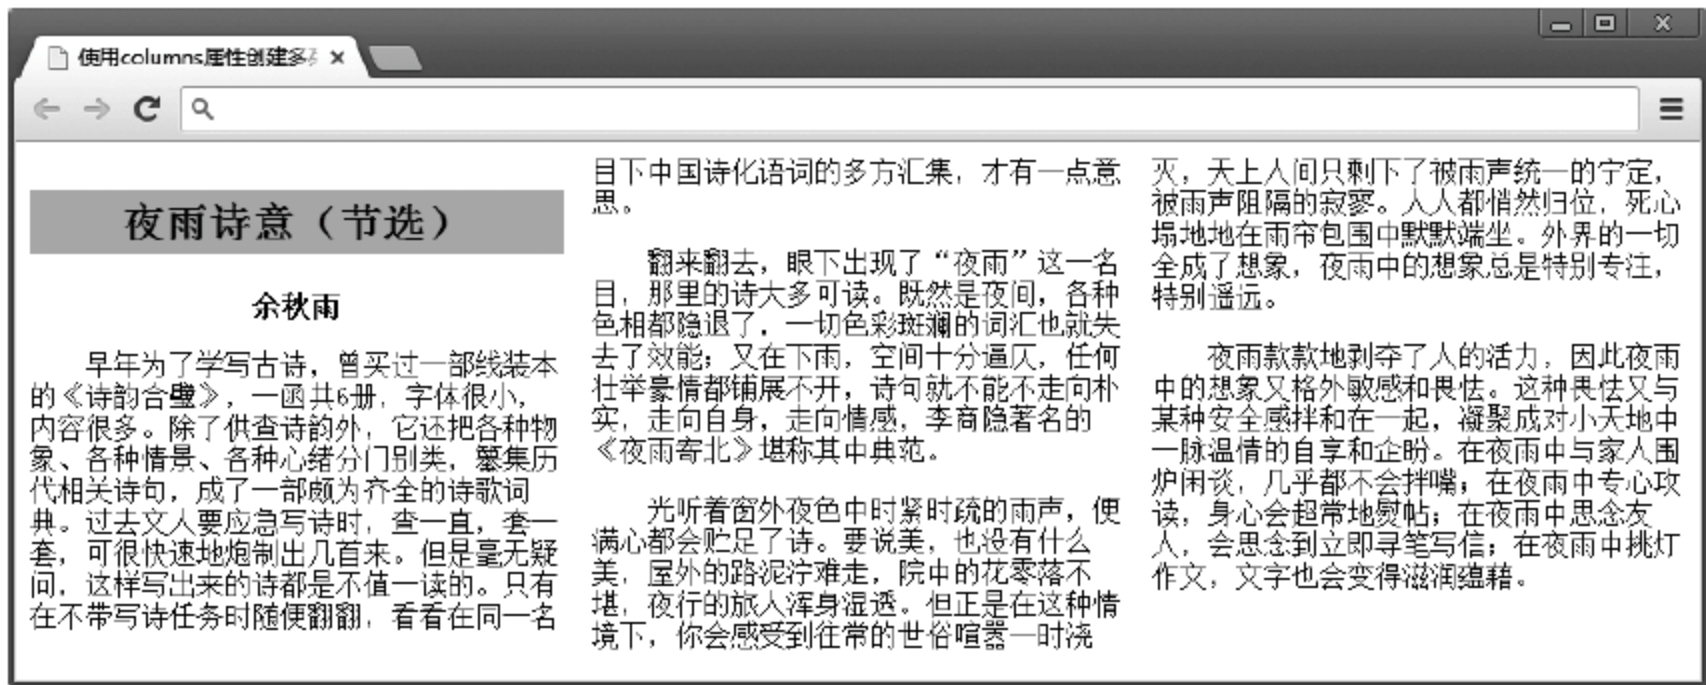 使用columns属性创建多
夜雨诗意（节选）
余秋雨
早年为了学写古诗，曾买过一部线装本
的《诗韵合璧》，一函共6册，字体很小，
内容很多。除了供查诗韵外，它还把各种物
象、各种情景、各种心绪分门别类，纂集历
代相关诗句，成了一部颇为齐全的诗歌词
典。过去文人要应急写诗时，查一直，套一
套，可很快速地炮制出几首来。但是毫无疑
问，这样写出来的诗都是不值一读的。只有
在不带写诗任务时随便翻翻，看看在同一名
目下中国诗化语词的多方汇集，才有一点意
思。
翻来翻去，眼下出现了“夜雨”这一名
目，那里的诗大多可读。既然是夜间，各种
色相都隐退了，一切色彩斑斓的词汇也就失
去了效能；又在下雨，空间十分逼仄，任何
壮举豪情都铺展不开，诗句就不能不走向朴
实，走向自身，走向情感，李商隐著名的
《夜雨寄北》堪称其中典范。
光听着窗外夜色中时紧时疏的雨声，便
满心都会贮足了诗。要说美，也没有什么
美，屋外的路泥泞难走，院中的花零落不
堪，夜行的旅人浑身湿透。但正是在这种情
境下，你会感受到往常的世俗喧嚣一时浇
灭，天上人间只剩下了被雨声统一的宁定，
被雨声阻隔的寂寥。人人都悄然归位，死心
塌地地在雨帘包围中默默端坐。外界的一切
全成了想象，夜雨中的想象总是特别专注，
特别遥远。
夜雨款款地剥夺了人的活力，因此夜雨
中的想象又格外敏感和畏怯。这种畏怯又与
某种安全感拌和在一起，凝聚成对小天地中
一脉温情的自享和企盼。在夜雨中与家人围
炉闲谈，几乎都不会拌嘴；在夜雨中专心攻
读，身心会超常地熨帖；在夜雨中思念友
人，会思念到立即寻笔写信；在夜雨中挑灯
作文，文字也会变得滋润蕴藉。